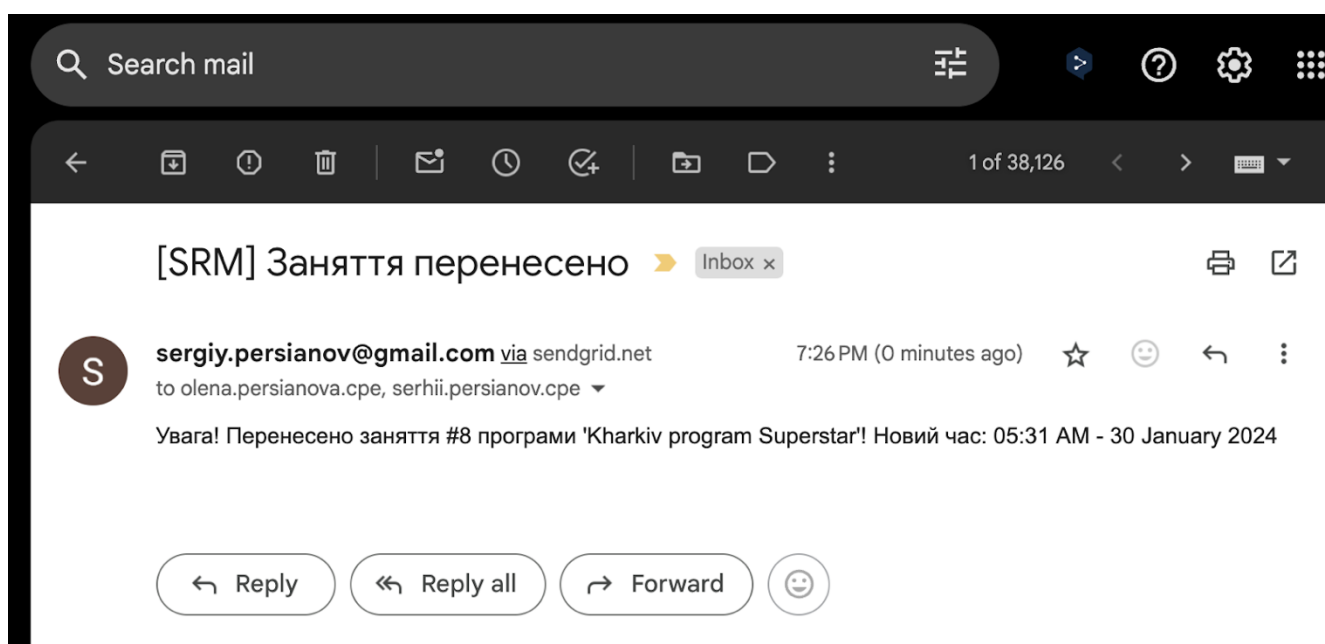 Search mail
1 of 38,126
[SRM] Заняття перенесено Inbox ×
S
sergiy.persianov@gmail.com via sendgrid.net 7:26 PM (0 minutes ago)
to olena.persianova.cpe, serhii.persianov.cpe
Увага! Перенесено заняття #8 програми 'Kharkiv program Superstar'! Новий час: 05:31 AM - 30 January 2024
Reply Reply all Forward